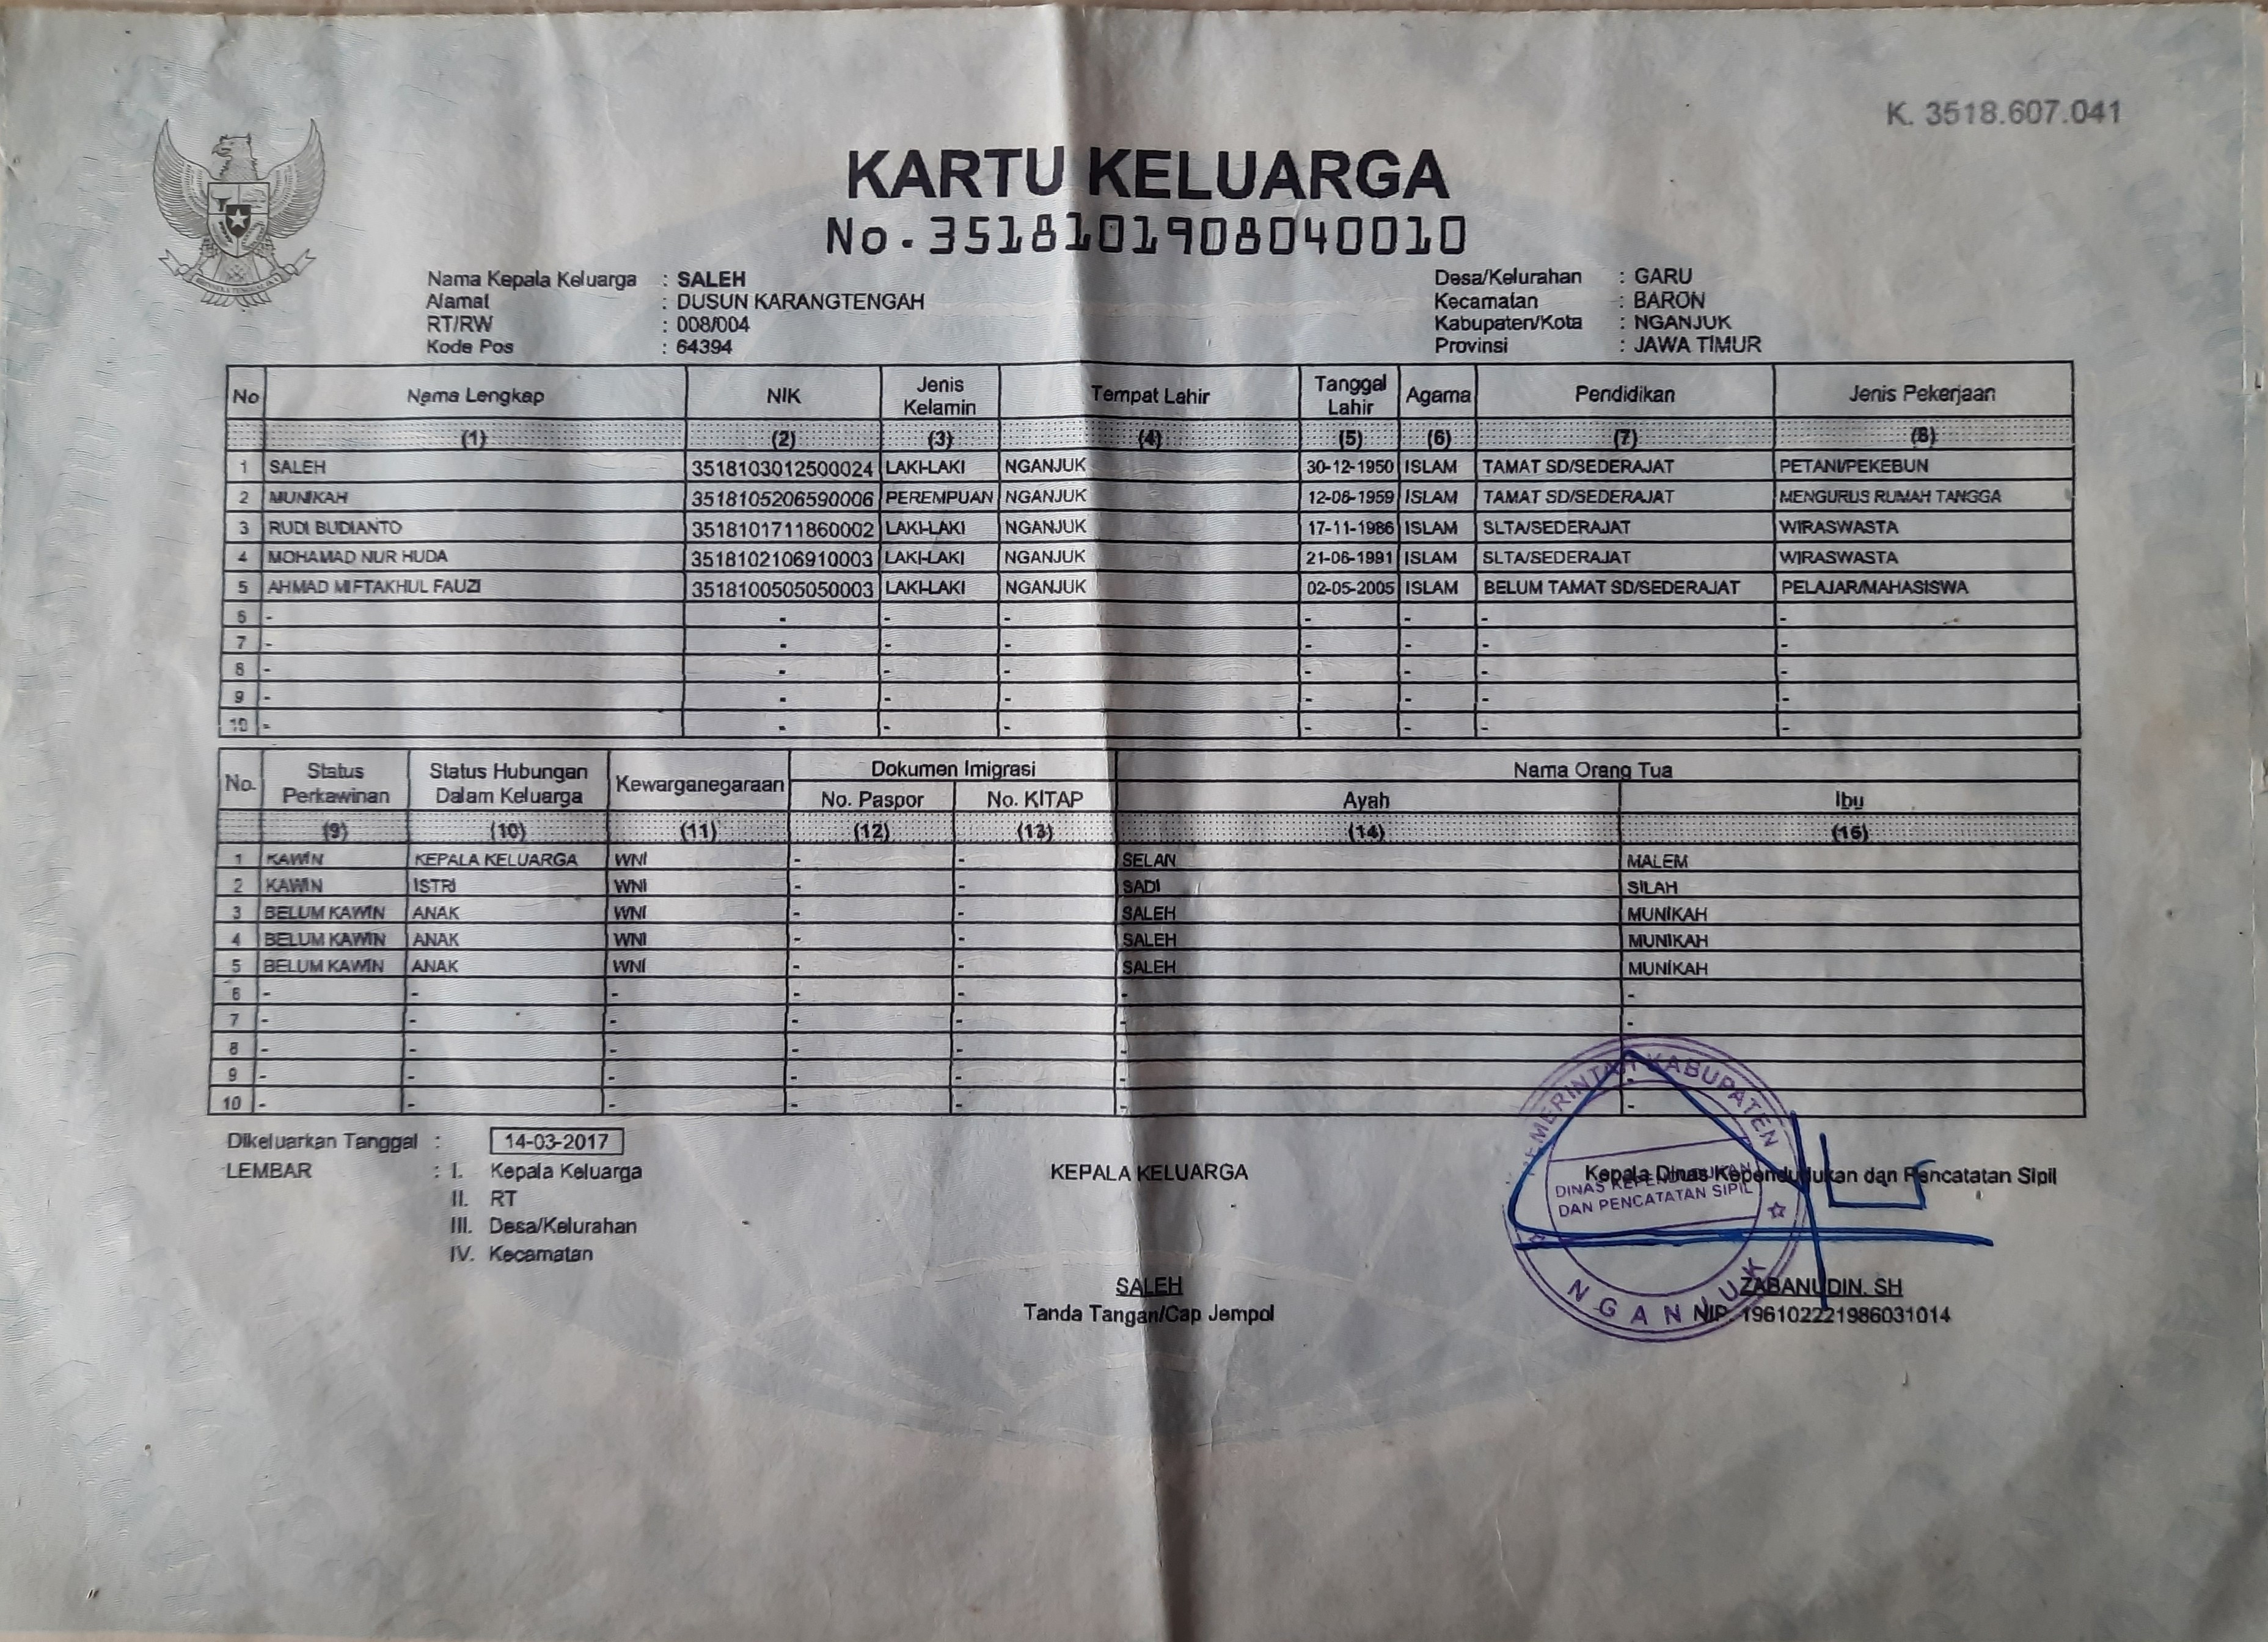 K. 3518.607.041
KARTU KELUARGA
No.3518101908040010
Nama Kepala Keluarga : SALEH
Alamat : DUSUN KARANGTENGAH
RT/RW : 008/004
Kode Pos : 64394
Desa/Kelurahan : GARU
Kecamatan : BARON
Kabupaten/Kota : NGANJUK
Provinsi : JAWA TIMUR
No Nama Lengkap NIK Jenis Kelamin Tempat Lahir Tanggal Lahir Agama Pendidikan Jenis Pekerjaan
(1) (2) (3) (4) (5) (6) (7) (8)
1 SALEH 3518103012500024 LAKI-LAKI NGANJUK 30-12-1950 ISLAM TAMAT SD/SEDERAJAT PETANI/PEKEBUN
2 MUNIKAH 3518105206590006 PEREMPUAN NGANJUK 12-06-1959 ISLAM TAMAT SD/SEDERAJAT MENGURUS RUMAH TANGGA
3 RUDI BUDIANTO 3518101711860002 LAKI-LAKI NGANJUK 17-11-1986 ISLAM SLTA/SEDERAJAT WIRASWASTA
4 MOHAMAD NUR HUDA 3518102106910003 LAKI-LAKI NGANJUK 21-06-1991 ISLAM SLTA/SEDERAJAT WIRASWASTA
5 AHMAD MIFTAKHUL FAUZI 3518100505050003 LAKI-LAKI NGANJUK 02-05-2005 ISLAM BELUM TAMAT SD/SEDERAJAT PELAJAR/MAHASISWA
6 - - - - - - - -
7 - - - - - - - -
8 - - - - - - - -
9 - - - - - - - -
10 - - - - - - - -
No. Status Perkawinan Status Hubungan Dalam Keluarga Kewarganegaraan Dokumen Imigrasi Nama Orang Tua
No. Paspor No. KITAP Ayah Ibu
(9) (10) (11) (12) (13) (14) (15)
1 KAWIN KEPALA KELUARGA WNI - - SELAN MALEM
2 KAWIN ISTRI WNI - - SADI SILAH
3 BELUM KAWIN ANAK WNI - - SALEH MUNIKAH
4 BELUM KAWIN ANAK WNI - - SALEH MUNIKAH
5 BELUM KAWIN ANAK WNI - - SALEH MUNIKAH
6 - - - - - - -
7 - - - - - - -
8 - - - - - - -
9 - - - - - - -
10 - - - - - - -
Dikeluarkan Tanggal : 14-03-2017
LEMBAR : I. Kepala Keluarga
II. RT
III. Desa/Kelurahan
IV. Kecamatan
KEPALA KELUARGA
SALEH
Tanda Tangan/Cap Jempol
Kepala Dinas Kependudukan dan Pencatatan Sipil
PEMERINTAH KABUPATEN
DINAS KEPENDUDUKAN
DAN PENCATATAN SIPIL
NGANJUK
ZABANUDIN. SH
NIP. 196102221986031014